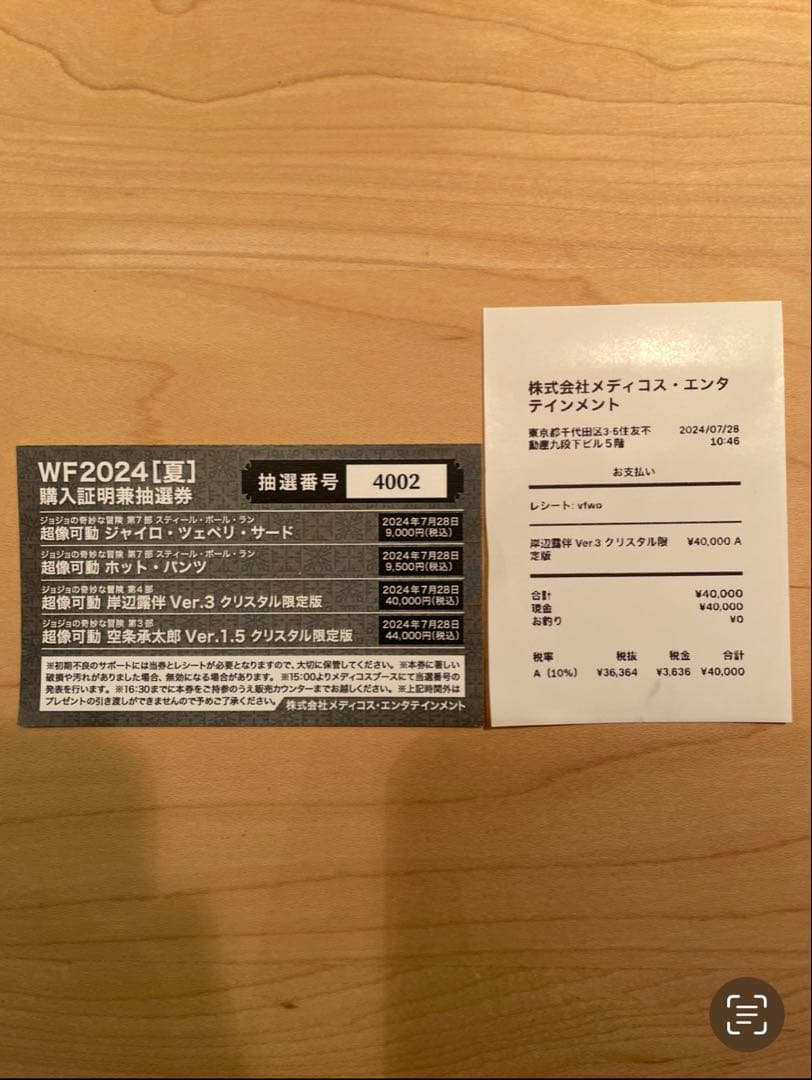 WF2024[夏]
購入証明兼抽選券
抽選番号 4002
ジョジョの奇妙な冒険 第7部 スティール・ボール・ラン
超像可動 ジャイロ・ツェペリ・サード
2024年7月28日
9,000円(税込)
ジョジョの奇妙な冒険 第7部 スティール・ボール・ラン
超像可動 ホット・パンツ
2024年7月28日
9,500円(税込)
ジョジョの奇妙な冒険 第4部
超像可動 岸辺露伴 Ver.3 クリスタル限定版
2024年7月28日
40,000円(税込)
ジョジョの奇妙な冒険 第3部
超像可動 空条承太郎 Ver.1.5 クリスタル限定版
2024年7月28日
44,000円(税込)
※初期不良のサポートには当券とレシートが必要となりますので、大切に保管してください。※本券に著しい
破損や汚れがありました場合、無効になる場合があります。 ※15:00よりメディコスブースにて当選番号の
発表を行います。※16:30までに本券をご持参のうえ販売カウンターまでお越しください。※上記時間外は
プレゼントの引き渡しができませんので予めご了承ください。
株式会社メディコス・エンタテインメント
株式会社メディコス・エンタ
テインメント
東京都千代田区3-5住友不
動産九段下ビル５階
2024/07/28
10:46
お支払い
レシート: vfwo
岸辺露伴 Ver.3 クリスタル限 ¥40,000 A
定版
合計 ¥40,000
現金 ¥40,000
お釣り ¥0
税率 税抜 税金 合計
A (10%) ¥36,364 ¥3,636 ¥40,000